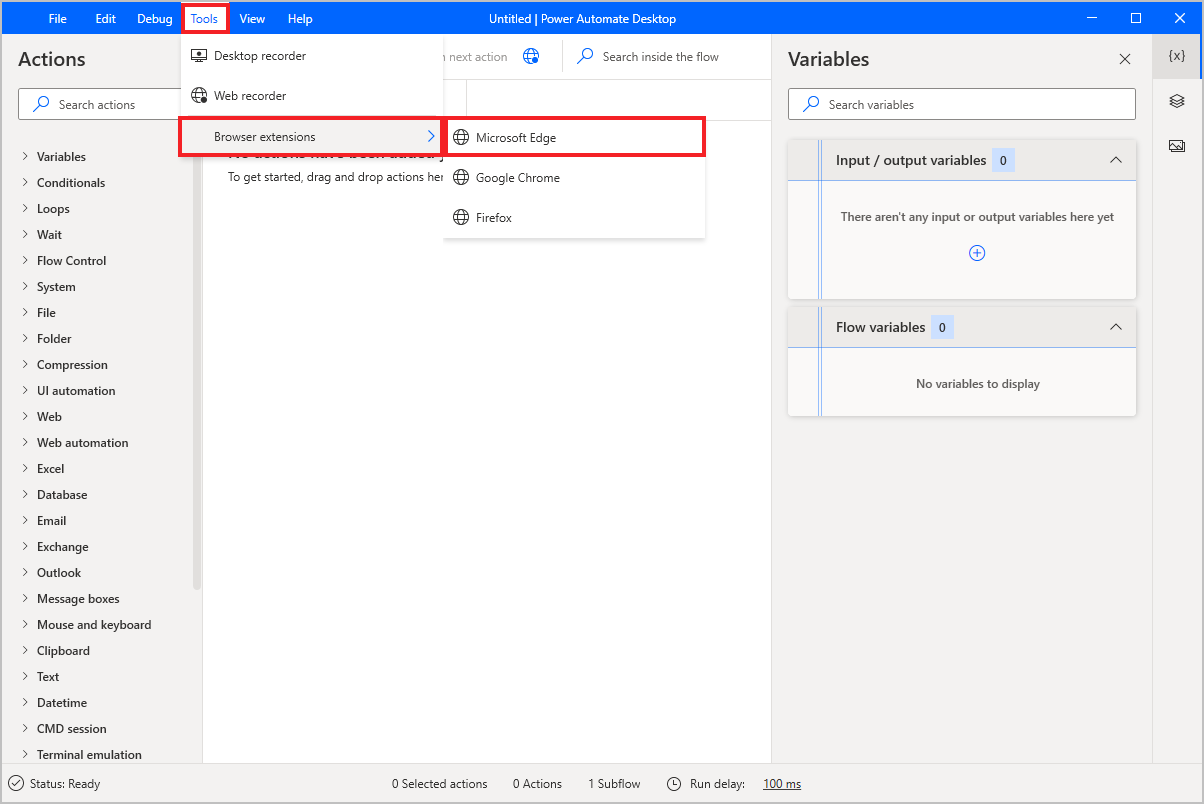 File Edit Debug Tools View Help Untitled | Power Automate Desktop
Actions
Search actions
Variables
Conditionals
Loops
Wait
Flow Control
System
File
Folder
Compression
UI automation
Web
Web automation
Excel
Database
Email
Exchange
Outlook
Message boxes
Mouse and keyboard
Clipboard
Text
Datetime
CMD session
Terminal emulation
Desktop recorder
Web recorder
Browser extensions
Microsoft Edge
Google Chrome
Firefox
next action
Search inside the flow
To get started, drag and drop actions
Variables
{x}
Search variables
Input / output variables 0
There aren't any input or output variables here yet
Flow variables 0
No variables to display
Status: Ready 0 Selected actions 0 Actions 1 Subflow Run delay: 100 ms